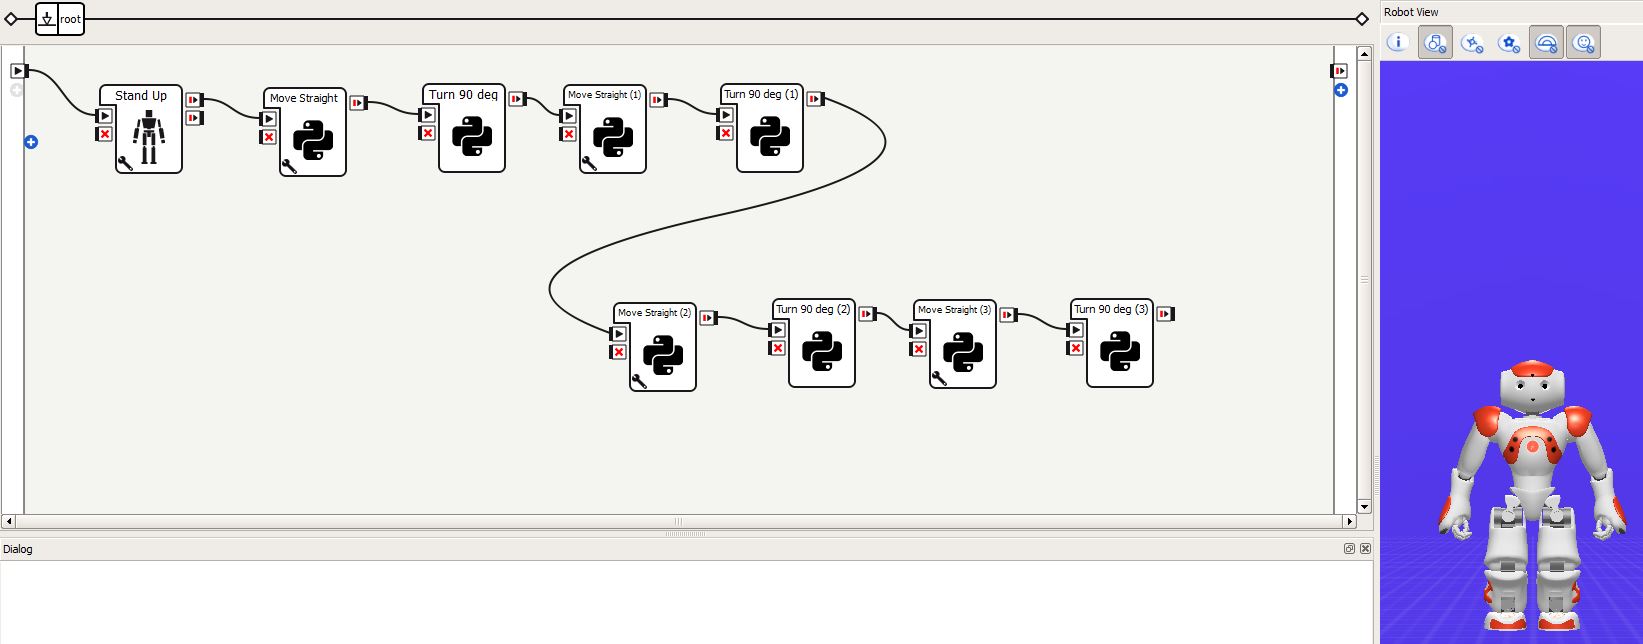 root
Robot View
Stand Up
Move Straight
Turn 90 deg
Move Straight (1)
Turn 90 deg (1)
Move Straight (2)
Turn 90 deg (2)
Move Straight (3)
Turn 90 deg (3)
Dialog